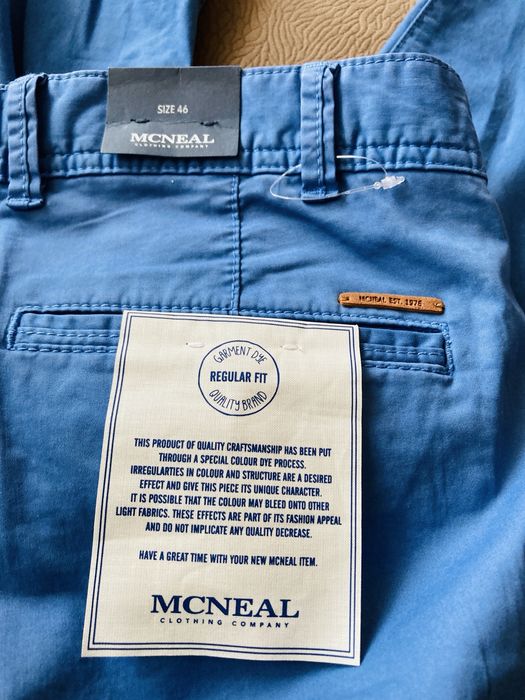 SIZE 46
MCNEAL
CLOTHING COMPANY
MCNEAL EST. 1976
GARMENT DYE
REGULAR FIT
QUALITY BRAND
THIS PRODUCT OF QUALITY CRAFTSMANSHIP HAS BEEN PUT
THROUGH A SPECIAL COLOUR DYE PROCESS.
IRREGULARTIES IN COLOUR AND STRUCTURE ARE A DESIRED
EFFECT AND GIVE THIS PIECE ITS UNIQUE CHARACTER.
IT IS POSSIBLE THAT THE COLOUR MAY BLEED ONTO OTHER
LIGHT FABRICS. THESE EFFECTS ARE PART OF ITS FASHION APPEAL
AND DO NOT IMPLICATE ANY QUALITY DECREASE.
HAVE A GREAT TIME WITH YOUR NEW MCNEAL ITEM.
MCNEAL
CLOTHING COMPANY